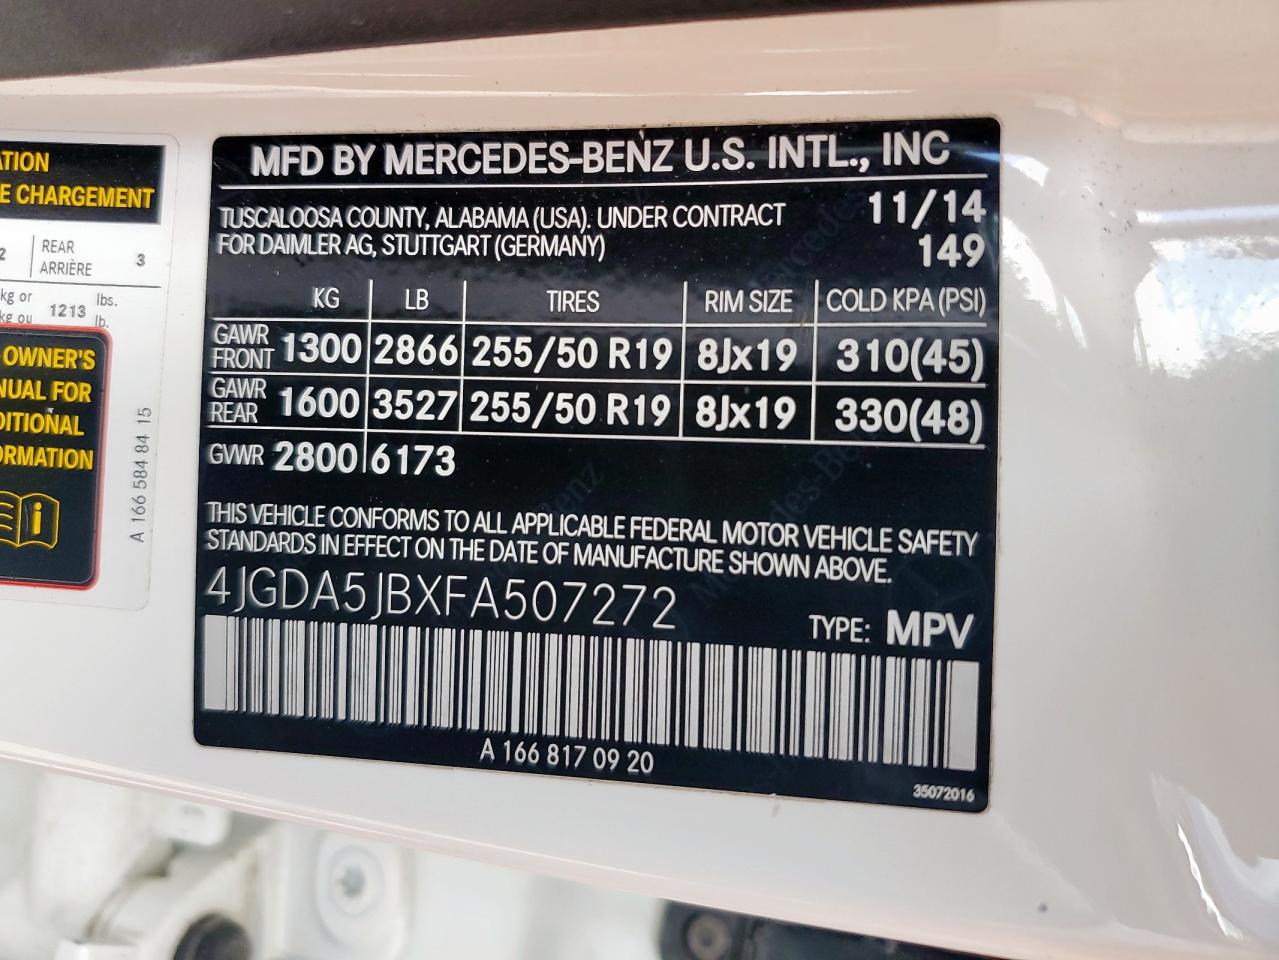 ATION
E CHARGEMENT
2 REAR ARRIÈRE 3
kg or 1213 lbs.
kg ou lb.
OWNER'S
NUAL FOR
DITIONAL
ORMATION
A 166 584 84 15
MFD BY MERCEDES-BENZ U.S. INTL., INC
TUSCALOOSA COUNTY, ALABAMA (USA). UNDER CONTRACT 11/14
FOR DAIMLER AG, STUTTGART (GERMANY) 149
KG LB TIRES RIM SIZE COLD KPA (PSI)
GAWR FRONT 1300 2866 255/50 R19 8Jx19 310(45)
GAWR REAR 1600 3527 255/50 R19 8Jx19 330(48)
GVWR 2800 6173
THIS VEHICLE CONFORMS TO ALL APPLICABLE FEDERAL MOTOR VEHICLE SAFETY
STANDARDS IN EFFECT ON THE DATE OF MANUFACTURE SHOWN ABOVE.
4JGDA5JBXFA507272
TYPE: MPV
A 166 817 09 20
35072016